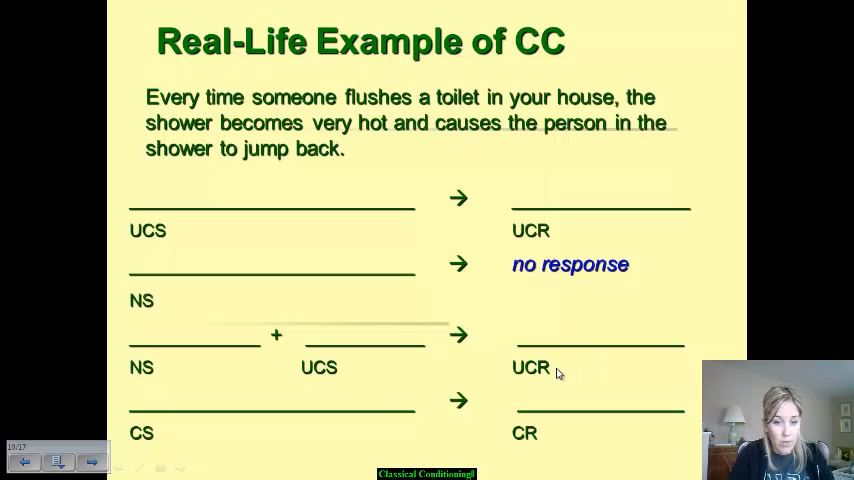 Real-Life Example of CC
Every time someone flushes a toilet in your house, the
shower becomes very hot and causes the person in the
shower to jump back.
→
UCS UCR
→ no response
NS
+ →
NS UCS UCR
→
CS CR
10/17
Classical Conditioning